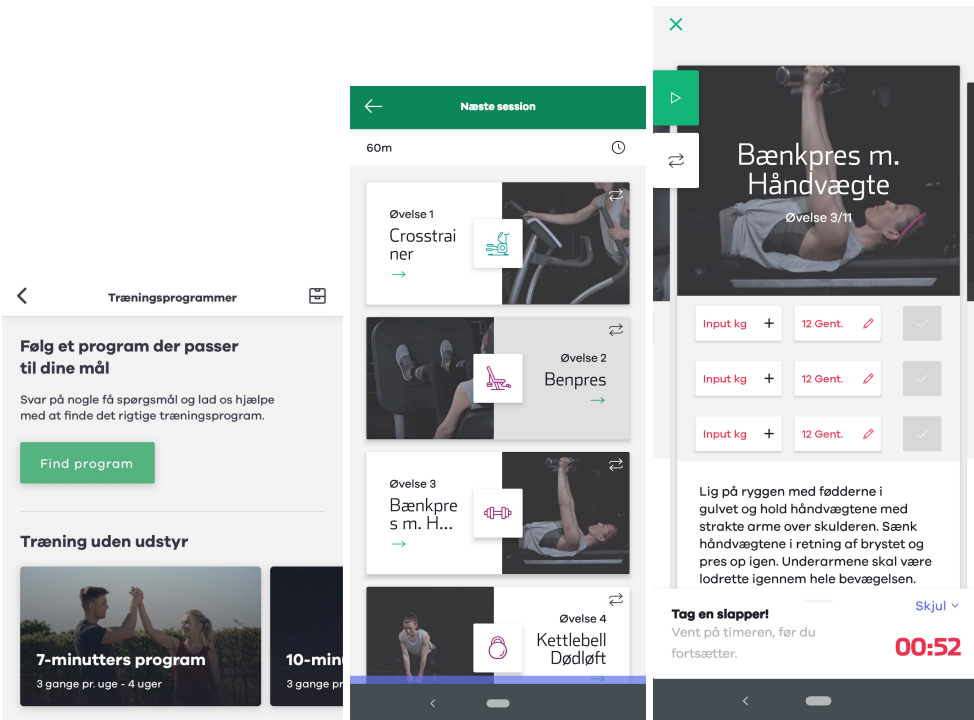 Træningsprogrammer
Følg et program der passer
til dine mål
Svar på nogle få spørgsmål og lad os hjælpe
med at finde det rigtige træningsprogram.
Find program
Træning uden udstyr
7-minutters program
3 gange pr. uge - 4 uger
10-min
3 gange pr
Næste session
60m
Øvelse 1
Crosstrai
ner
Øvelse 2
Benpres
Øvelse 3
Bænkpre
s m. H...
Øvelse 4
Kettlebell
Dødløft
Bænkpres m.
Håndvægte
Øvelse 3/11
Input kg + 12 Gent.
Input kg + 12 Gent.
Input kg + 12 Gent.
Lig på ryggen med fødderne i
gulvet og hold håndvægtene med
strakte arme over skulderen. Sænk
håndvægtene i retning af brystet og
pres op igen. Underarmene skal være
lodrette igennem hele bevægelsen.
Tag en slapper!
Skjul
Vent på timeren, før du
fortsætter.
00:52